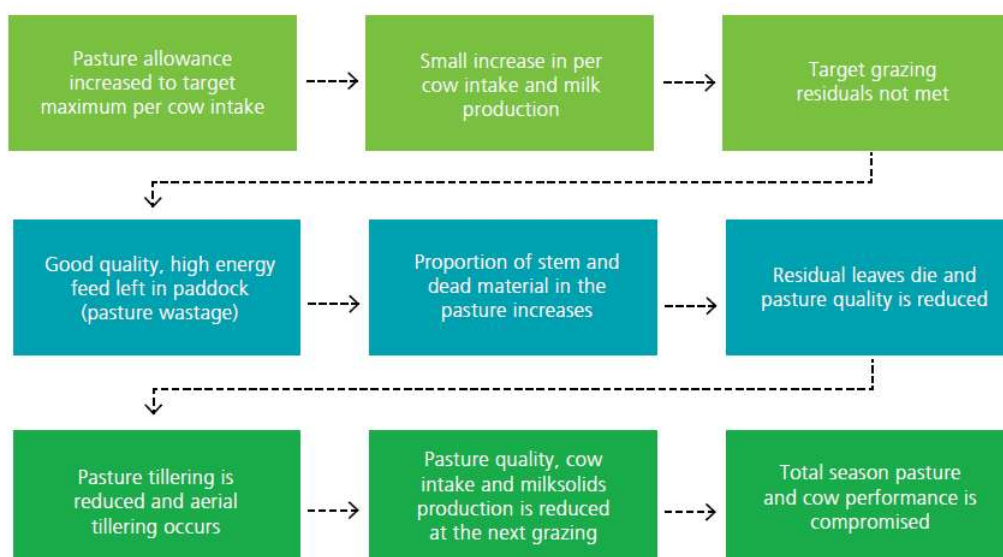 Pasture allowance
increased to target
maximum per cow intake
Small increase in per
cow intake and milk
production
Target grazing
residuals not met
Good quality, high energy
feed left in paddock
(pasture wastage)
Proportion of stem and
dead material in the
pasture increases
Residual leaves die and
pasture quality is reduced
Pasture tillering is
reduced and aerial
tillering occurs
Pasture quality, cow
intake and milksolids
production is reduced
at the next grazing
Total season pasture
and cow performance is
compromised